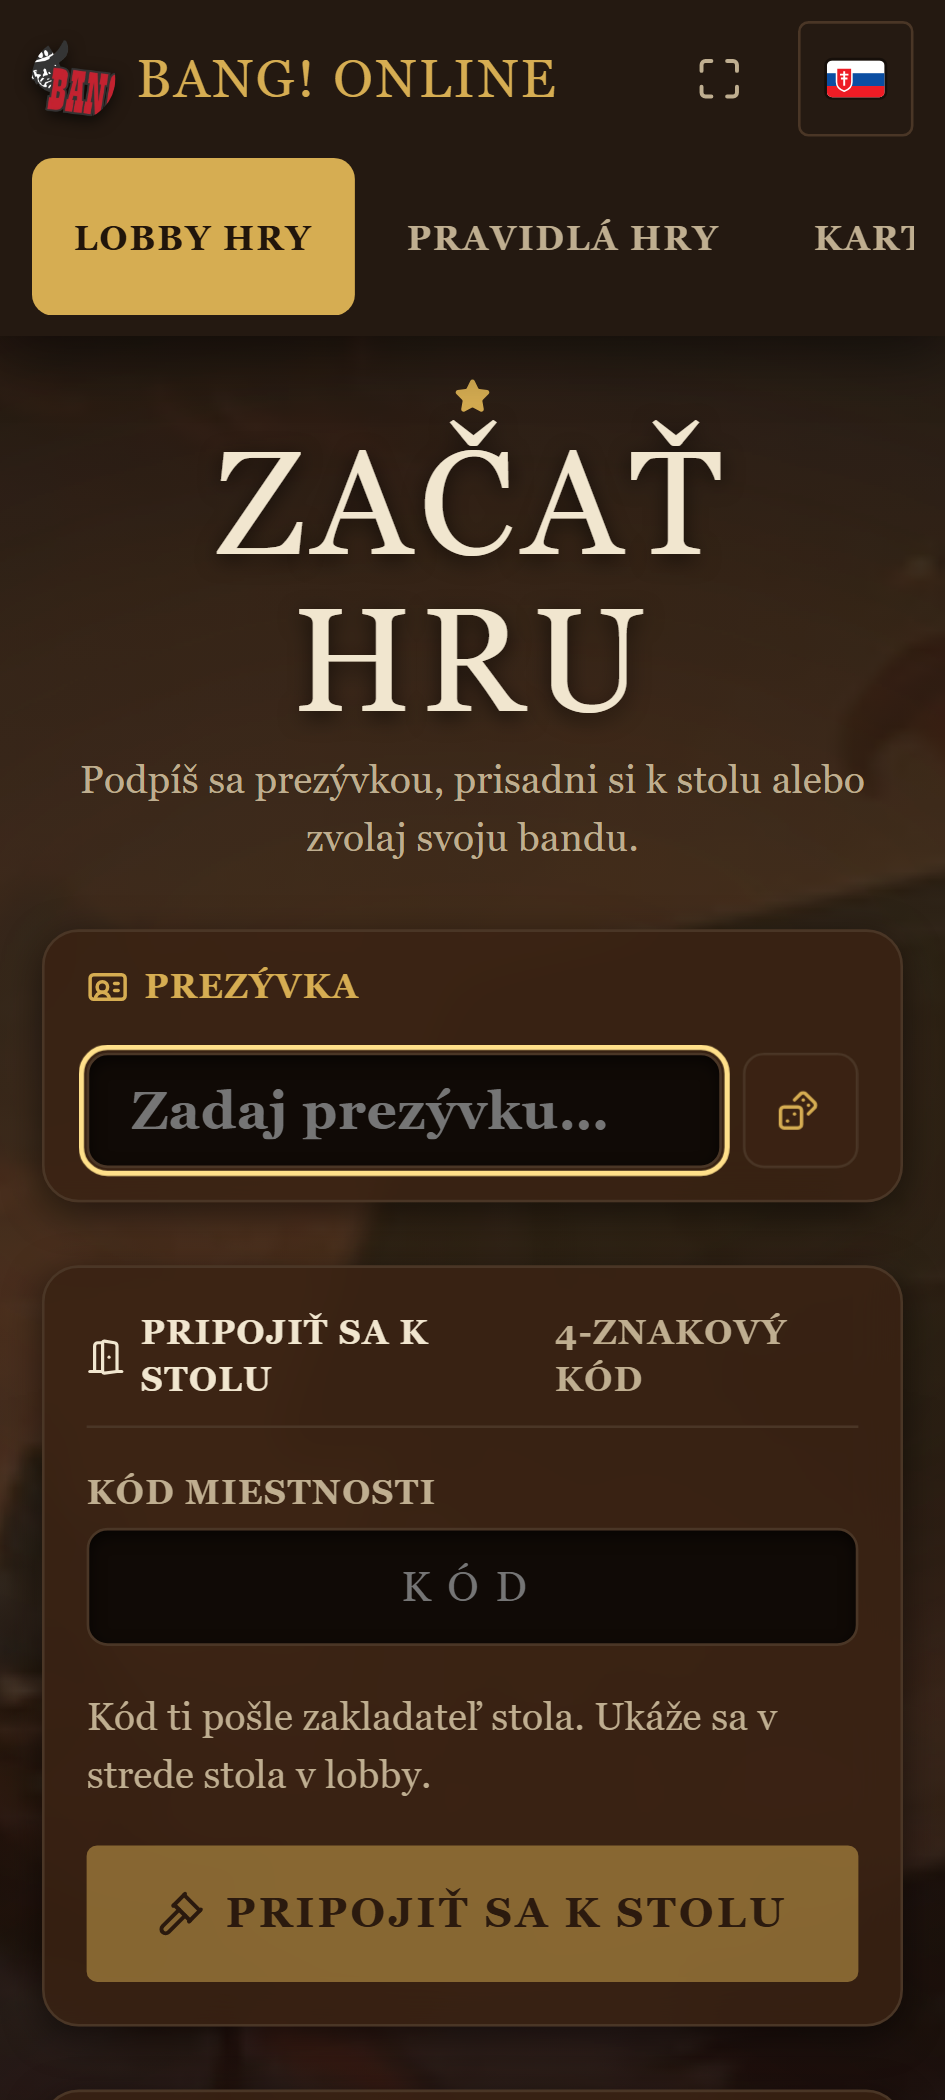 BANG! ONLINE
LOBBY HRY
PRAVIDLÁ HRY
KART
ZAČAŤ
HRU
Podpíš sa prezývkou, prisadni si k stolu alebo
zvolaj svoju bandu.
PREZÝVKA
Zadaj prezývku...
PRIPOJIŤ SA K
STOLU
4-ZNAKOVÝ
KÓD
KÓD MIESTNOSTI
KÓD
Kód ti pošle zakladateľ stola. Ukáže sa v
strede stola v lobby.
PRIPOJIŤ SA K STOLU